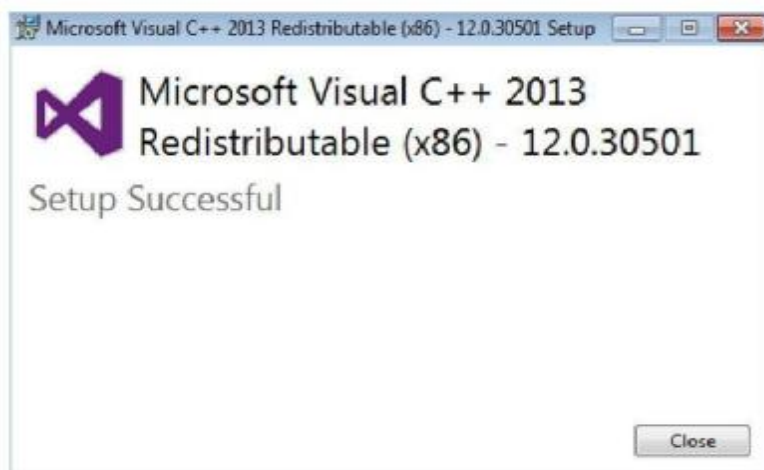 Microsoft Visual C++ 2013 Redistributable (x86) - 12.0.30501 Setup
Microsoft Visual C++ 2013
Redistributable (x86) - 12.0.30501
Setup Successful
Close